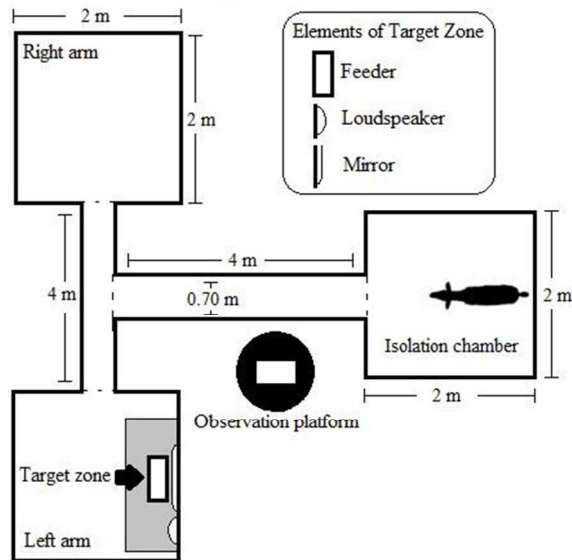 2 m
Right arm
2 m
Elements of Target Zone
Feeder
Loudspeaker
Mirror
4 m
4 m
0.70 m
2 m
Isolation chamber
2 m
Observation platform
Target zone
Left arm